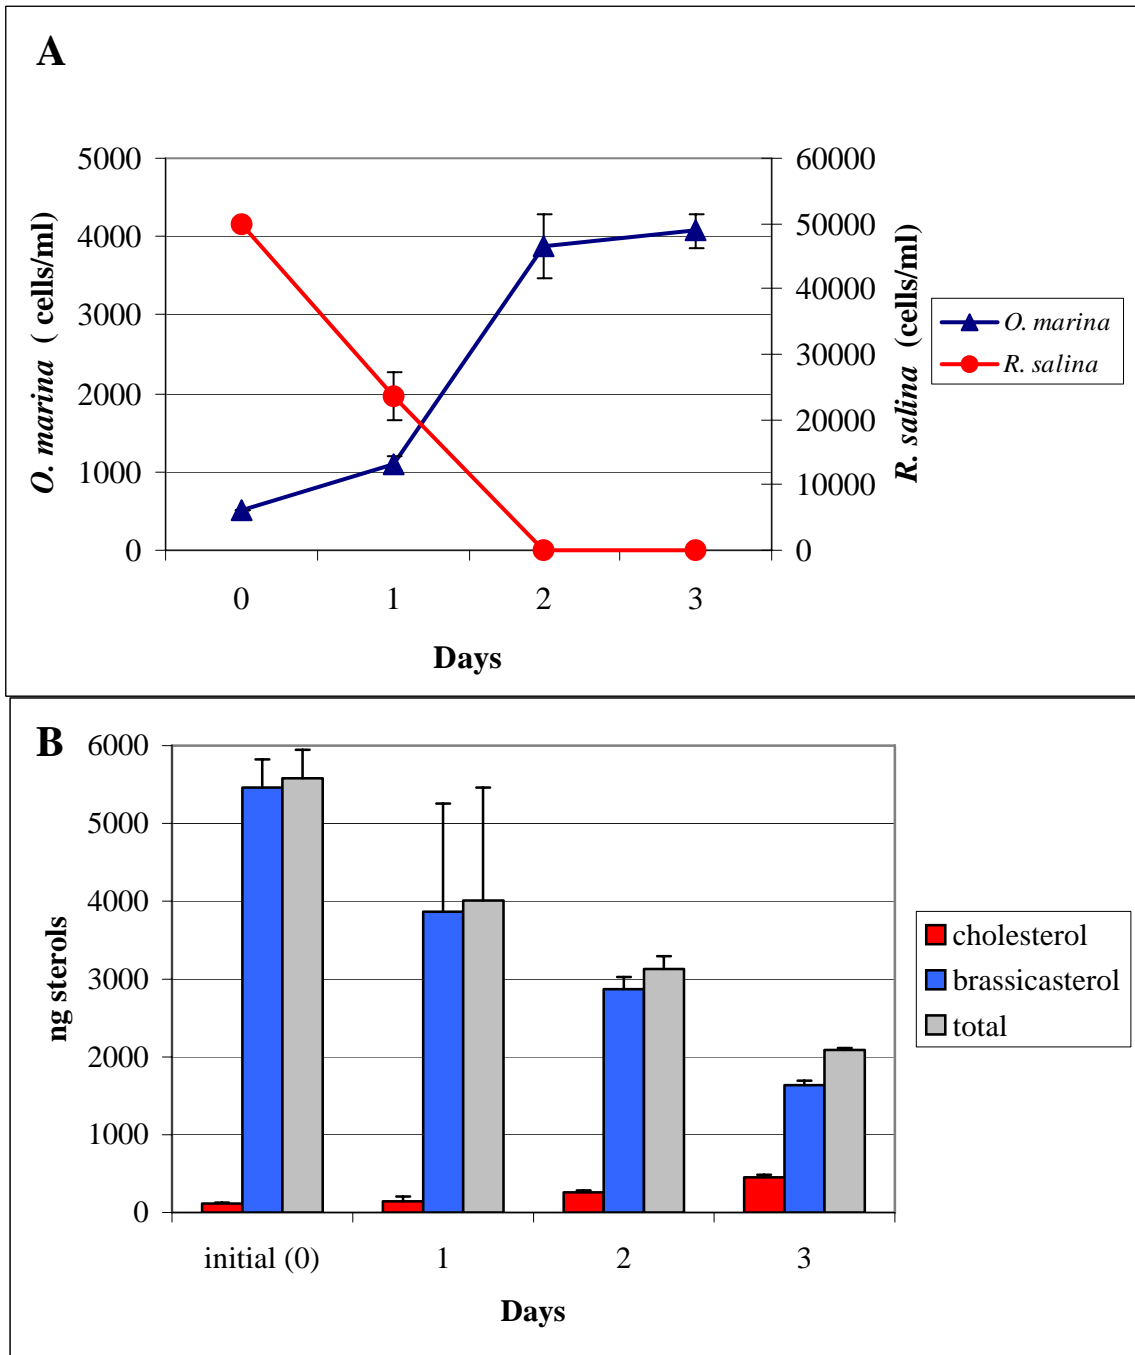 A
5000
4000
3000
2000
1000
0
O. marina ( cells/ml)
60000
50000
40000
30000
20000
10000
0
R. salina (cells/ml)
0 1 2 3
Days
O. marina
R. salina
B
6000
5000
4000
3000
2000
1000
0
ng sterols
initial (0) 1 2 3
Days
cholesterol
brassicasterol
total